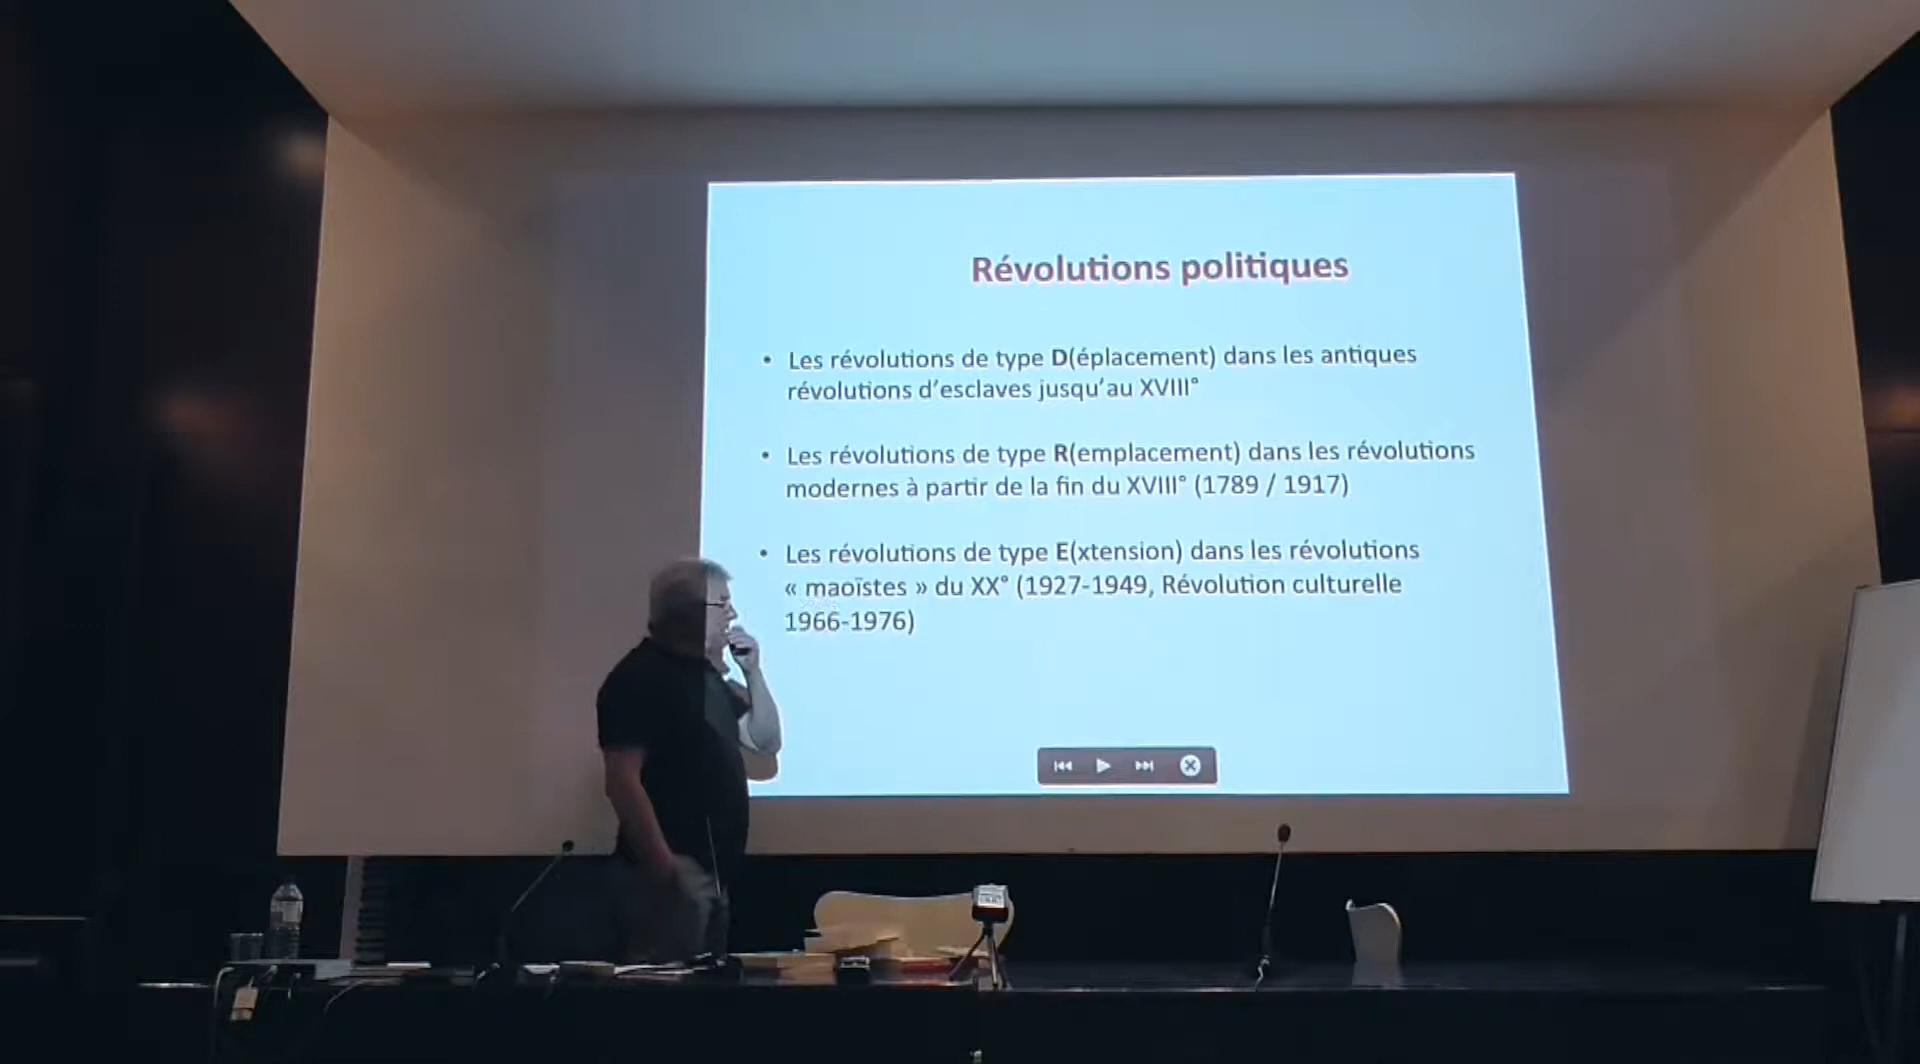 Révolutions politiques
• Les révolutions de type D(éplacement) dans les antiques
révolutions d’esclaves jusqu’au XVIII°
• Les révolutions de type R(emplacement) dans les révolutions
modernes à partir de la fin du XVIII° (1789 / 1917)
• Les révolutions de type E(xtension) dans les révolutions
« maoïstes » du XX° (1927-1949, Révolution culturelle
1966-1976)